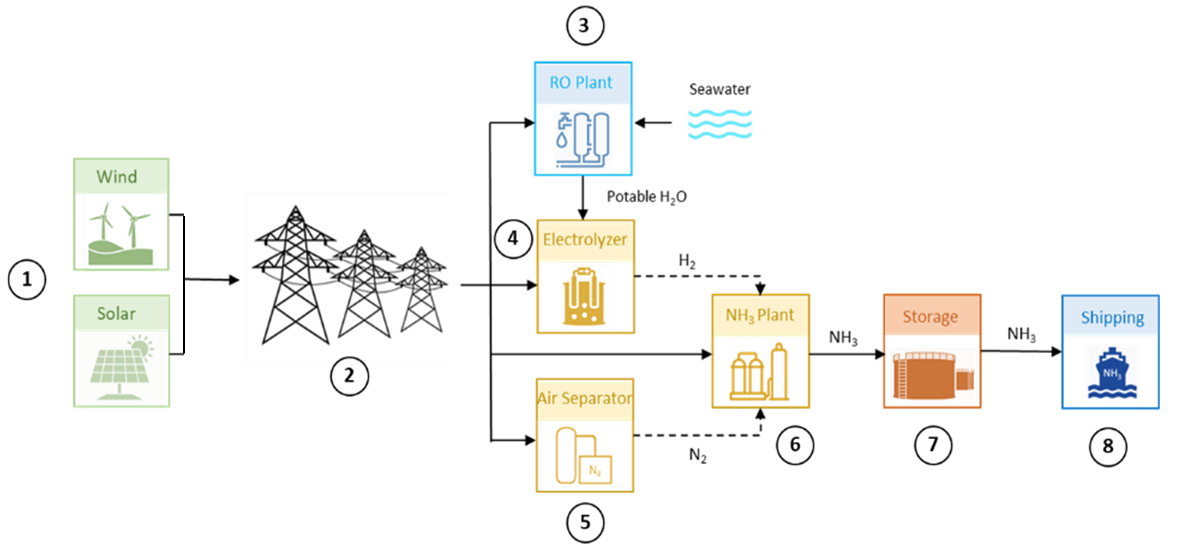 3
RO Plant
Seawater
Wind
Potable H₂O
4
Electrolyzer
H₂
1
Solar
NH₃ Plant
Storage
Shipping
NH₃
NH₃
NH₃
2
Air Separator
N₂
N₂
6
7
8
5